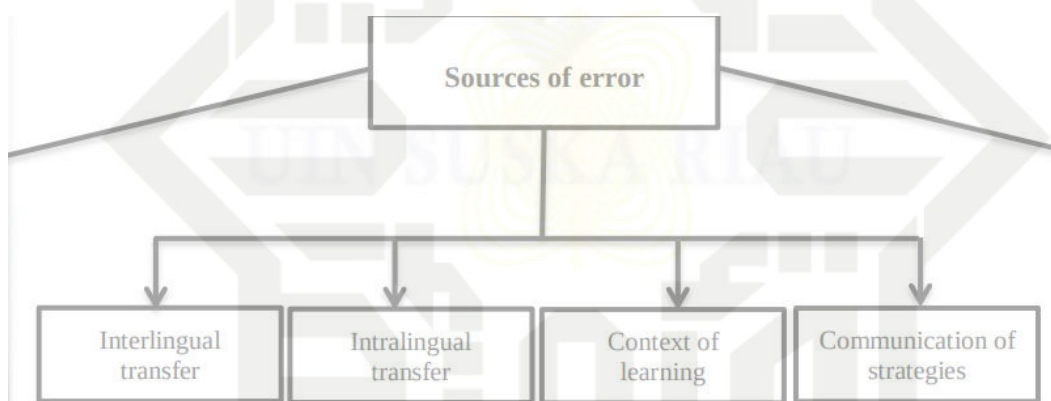 Sources of error
UIN SUSKA RIAU
Interlingual
transfer
Intralingual
transfer
Context of
learning
Communication of
strategies